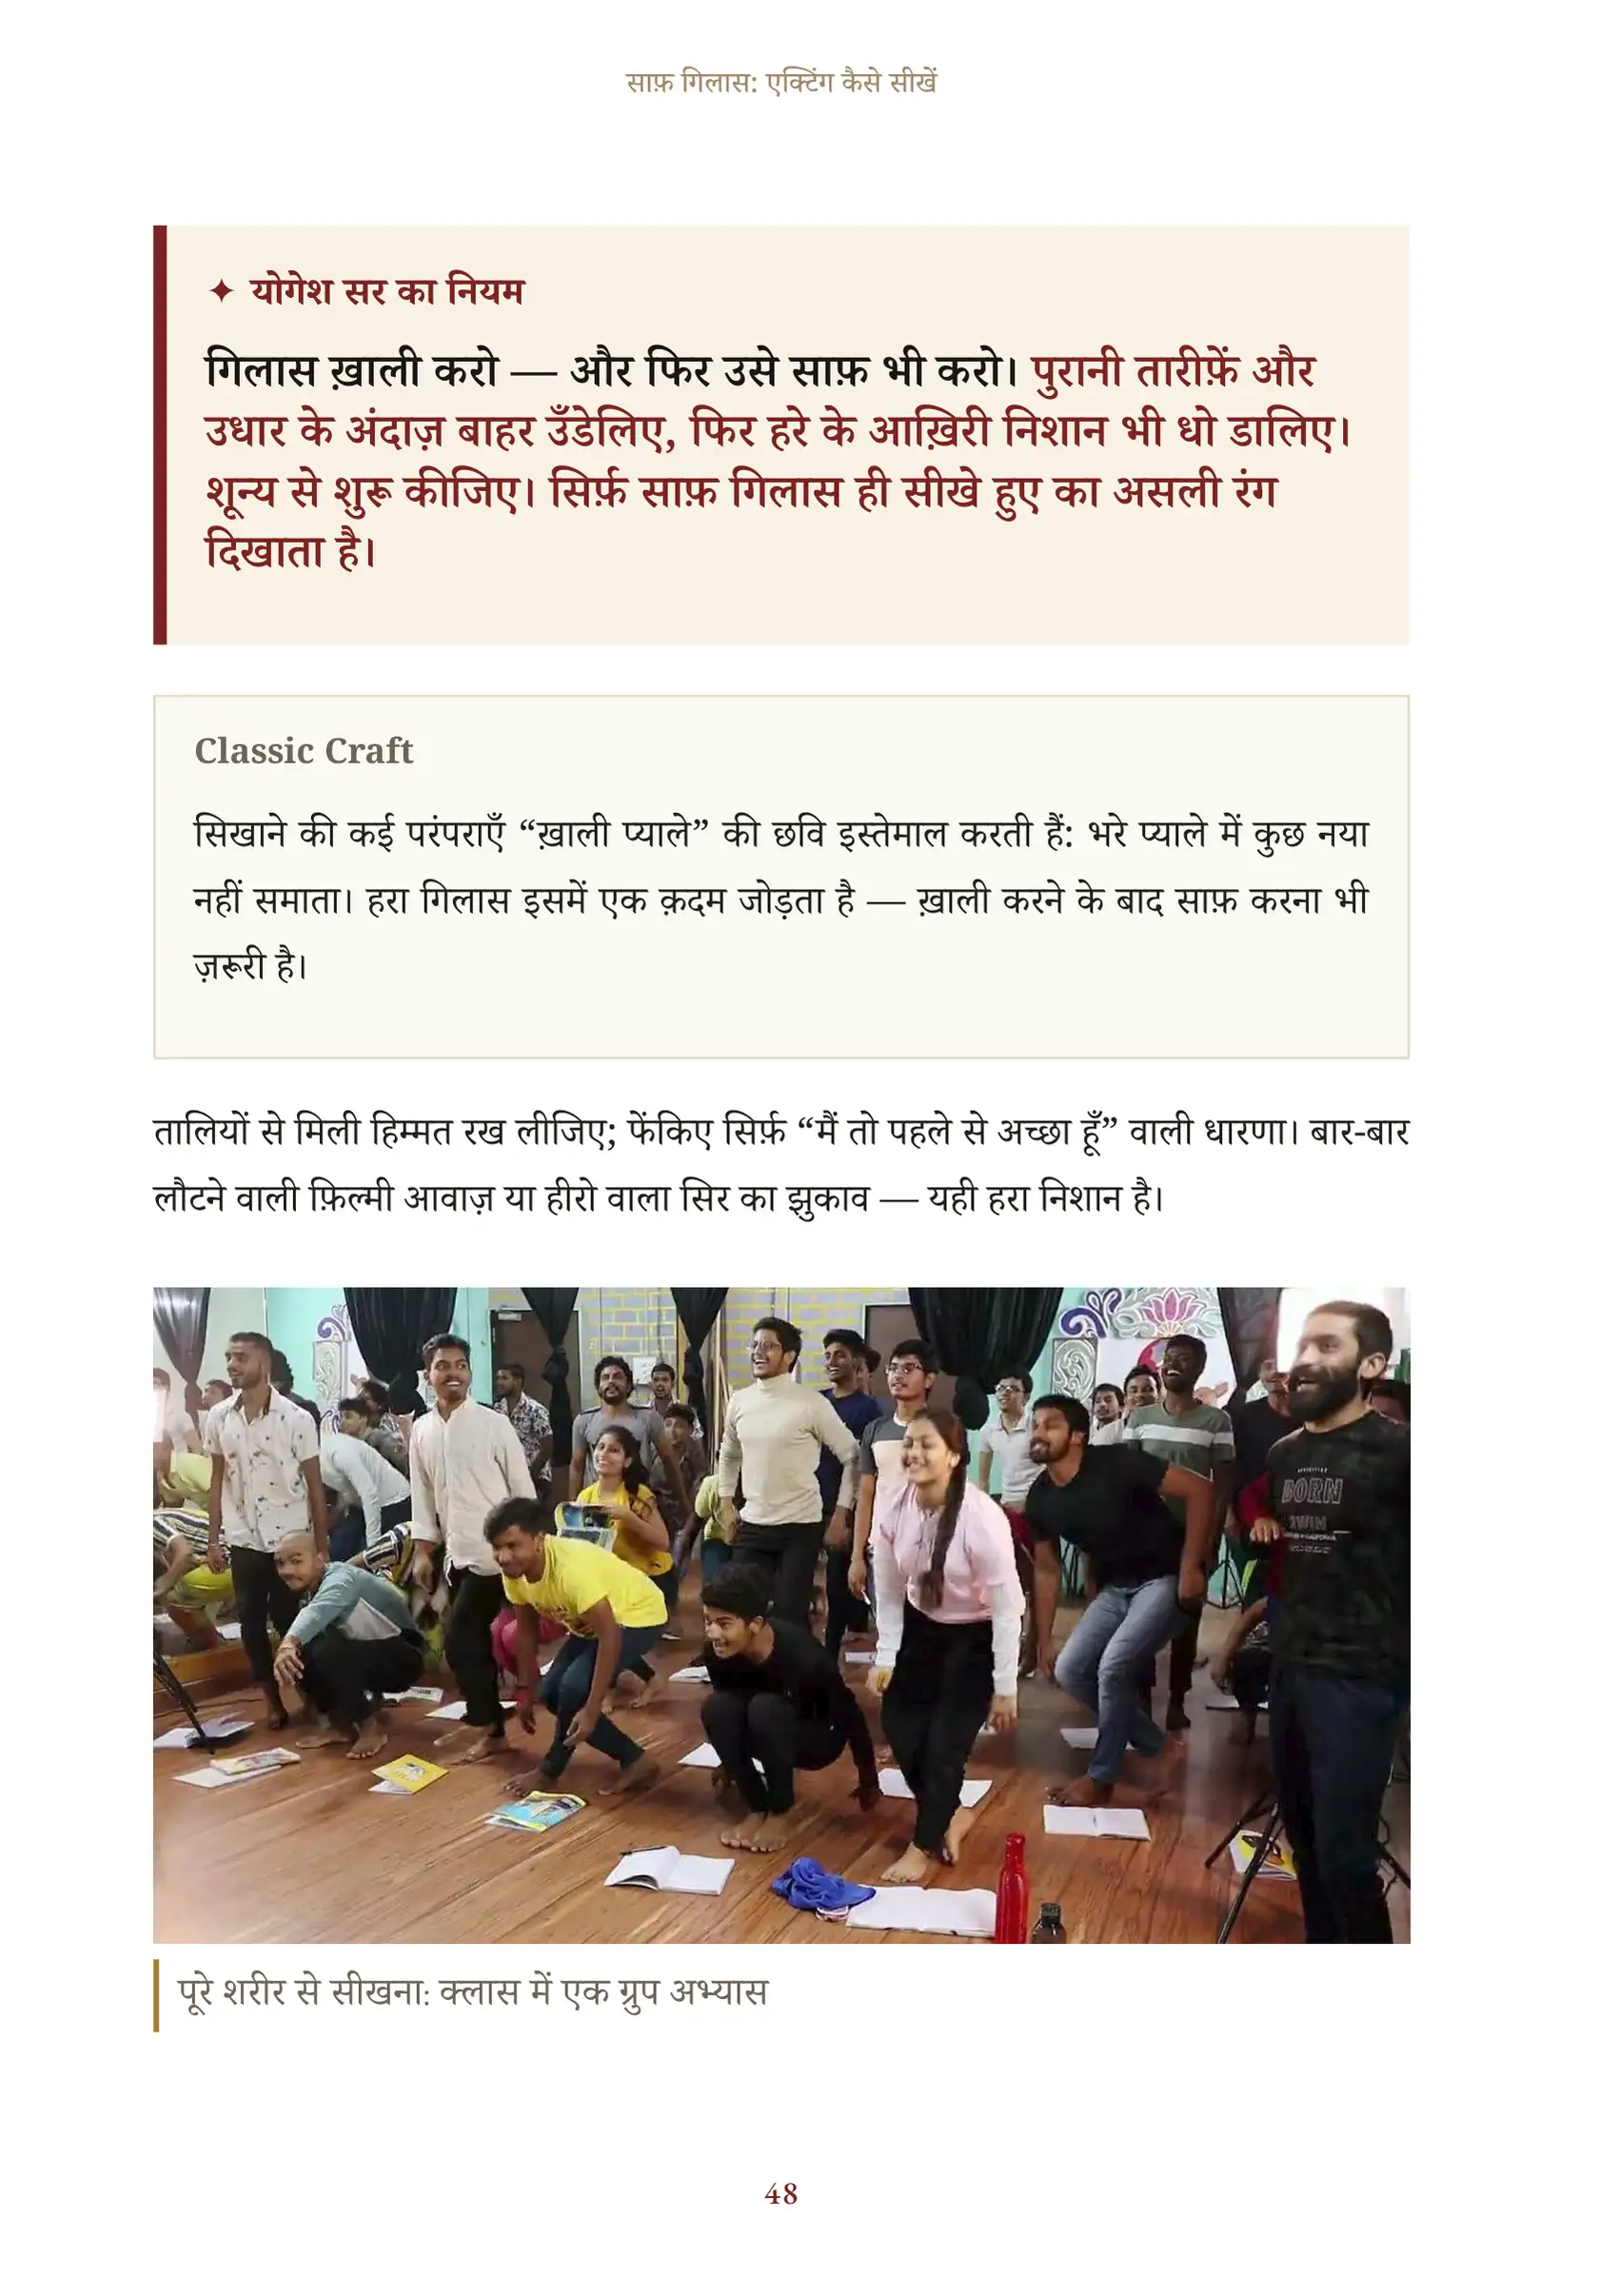 साफ़ गिलास: एक्टिंग कैसे सीखें
✦ योगेश सर का नियम
गिलास ख़ाली करो — और फिर उसे साफ़ भी करो। पुरानी तारीफ़ें और
उधार के अंदाज़ बाहर उँडेलिए, फिर हरे के आख़िरी निशान भी धो डालिए।
शून्य से शुरू कीजिए। सिर्फ़ साफ़ गिलास ही सीखे हुए का असली रंग
दिखाता है।
Classic Craft
सिखाने की कई परंपराएँ “ख़ाली प्याले” की छवि इस्तेमाल करती हैं: भरे प्याले में कुछ नया
नहीं समाता। हरा गिलास इसमें एक क़दम जोड़ता है — ख़ाली करने के बाद साफ़ करना भी
ज़रूरी है।
तालियों से मिली हिम्मत रख लीजिए; फेंकिए सिर्फ़ “मैं तो पहले से अच्छा हूँ” वाली धारणा। बार-बार
लौटने वाली फ़िल्मी आवाज़ या हीरो वाला सिर का झुकाव — यही हरा निशान है।
BORN
2WIN
पूरे शरीर से सीखना: क्लास में एक ग्रुप अभ्यास
48